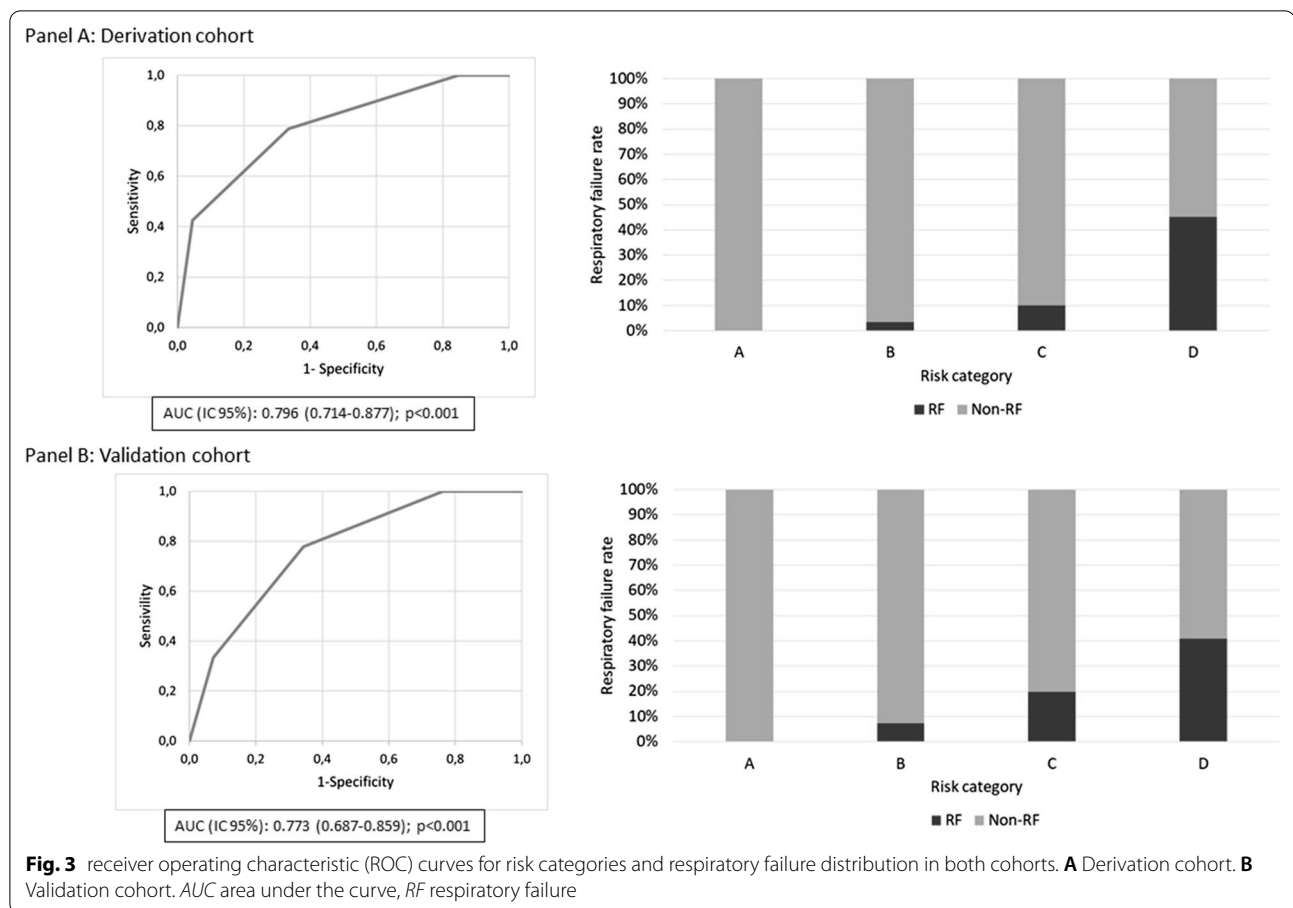 Panel A: Derivation cohort
1,0
0,8
0,6
0,4
0,2
0,0
Sensitivity
0,0 0,2 0,4 0,6 0,8 1,0
1- Specificity
AUC (IC 95%): 0.796 (0.714-0.877); p<0.001
100%
90%
80%
70%
60%
50%
40%
30%
20%
10%
0%
Respiratory failure rate
A B C D
Risk category
RF Non-RF
Panel B: Validation cohort
1,0
0,8
0,6
0,4
0,2
0,0
Sensivility
0,0 0,2 0,4 0,6 0,8 1,0
1-Specificity
AUC (IC 95%): 0.773 (0.687-0.859); p<0.001
100%
90%
80%
70%
60%
50%
40%
30%
20%
10%
0%
Respiratory failure rate
A B C D
Risk category
RF Non-RF
Fig. 3 receiver operating characteristic (ROC) curves for risk categories and respiratory failure distribution in both cohorts. A Derivation cohort. B
Validation cohort. AUC area under the curve, RF respiratory failure